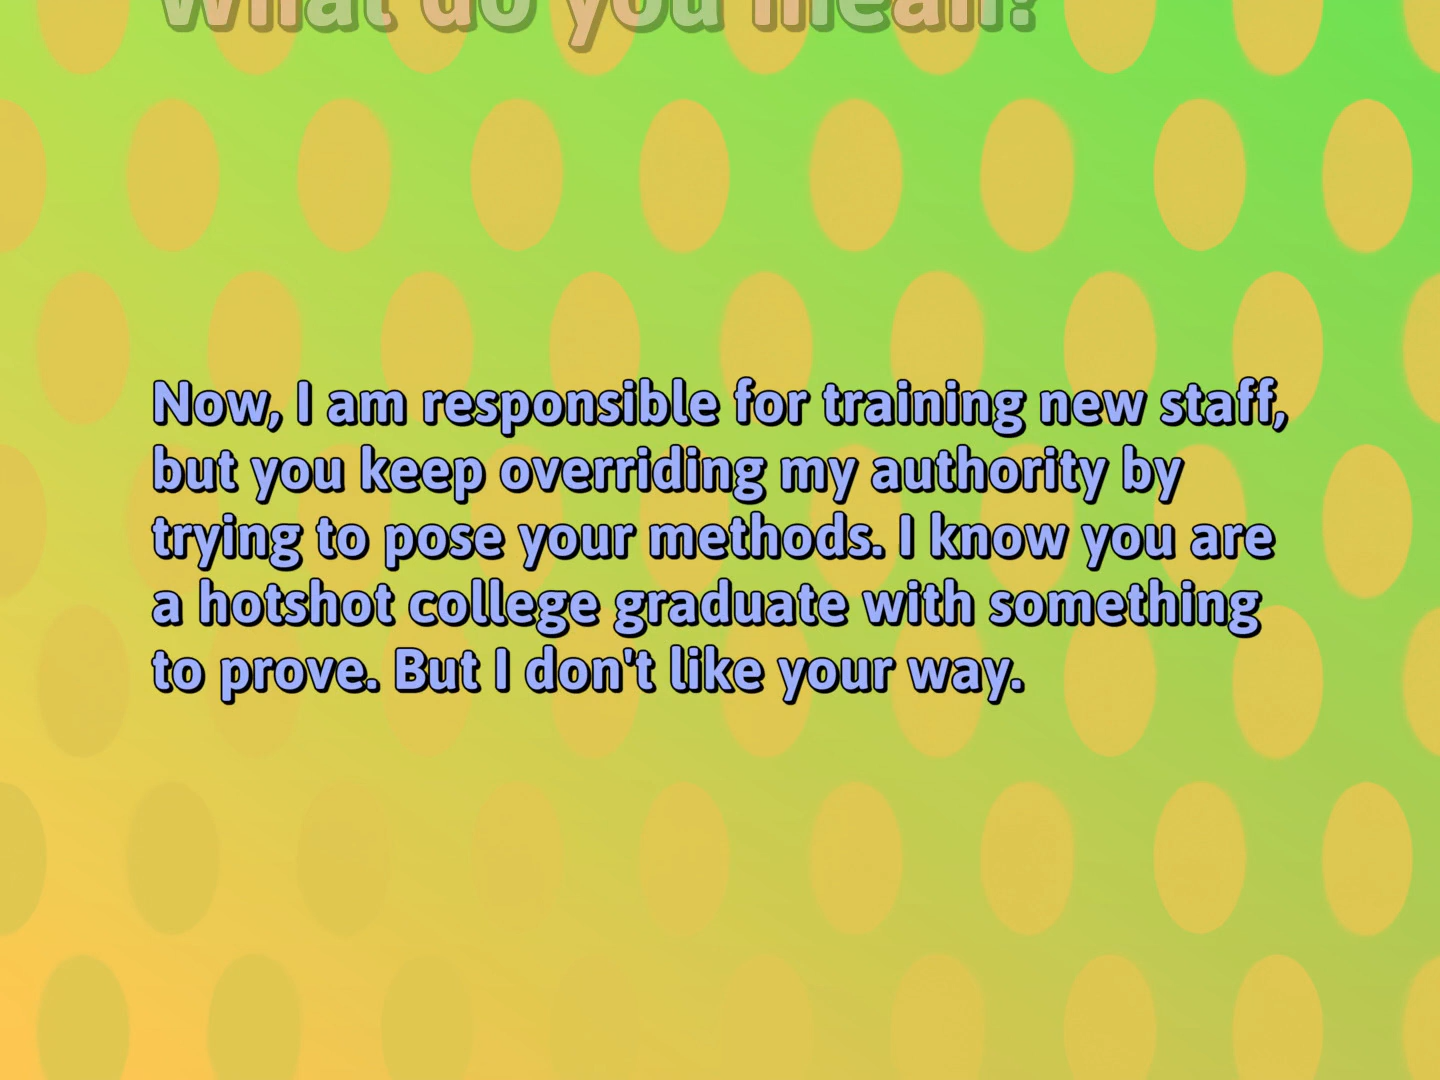 What do you mean?
Now, I am responsible for training new staff,
but you keep overriding my authority by
trying to pose your methods. I know you are
a hotshot college graduate with something
to prove. But I don't like your way.